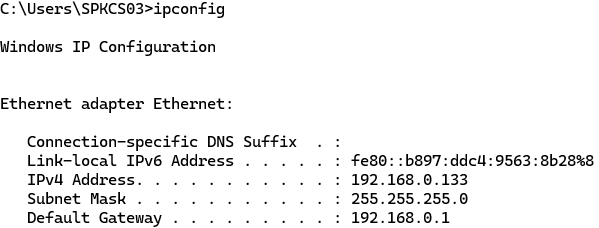 C:\Users\SPKCS03>ipconfig
Windows IP Configuration
Ethernet adapter Ethernet:
Connection-specific DNS Suffix  . :
Link-local IPv6 Address . . . . . : fe80::b897:ddc4:9563:8b28%8
IPv4 Address. . . . . . . . . . . : 192.168.0.133
Subnet Mask . . . . . . . . . . . : 255.255.255.0
Default Gateway . . . . . . . . . : 192.168.0.1